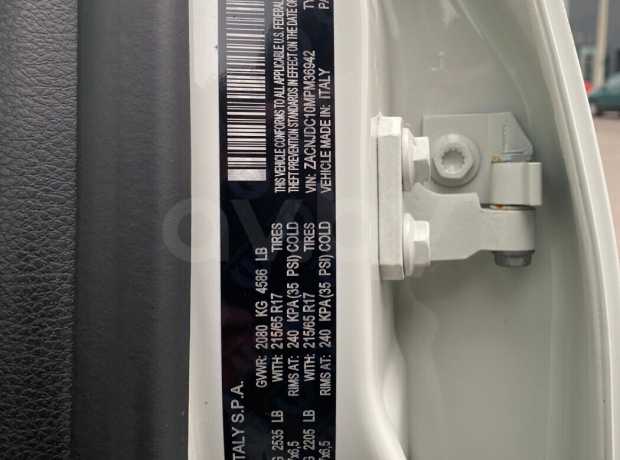 ITALY S.P.A.
GVWR: 2080 KG 4586 LB
WITH: 215/65 R17 TIRES
RIMS AT: 240 KPA(35 PSI) COLD
2535 LB
WITH: 215/65 R17 TIRES
RIMS AT: 240 KPA(35 PSI) COLD
2205 LB
THIS VEHICLE CONFORMS TO ALL APPLICABLE U.S. FEDERAL
THEFT PREVENTION STANDARDS IN EFFECT ON THE DATE O
VIN: ZACNJDC10MPM36942
VEHICLE MADE IN: ITALY